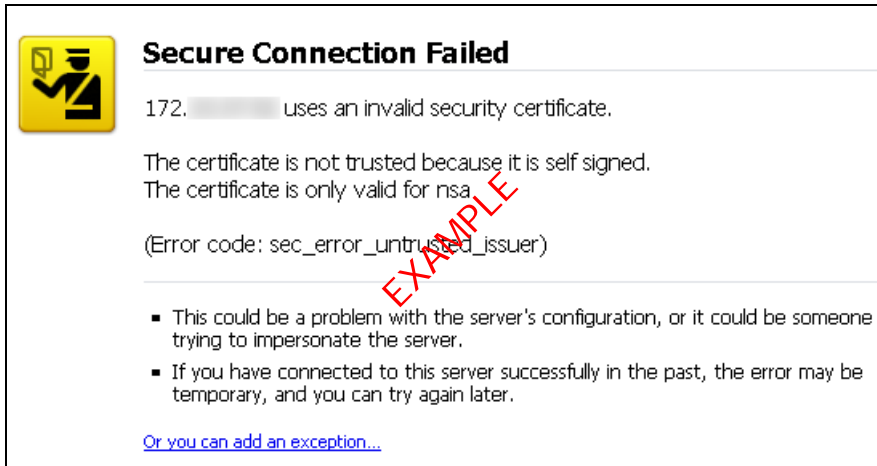 Secure Connection Failed
172. uses an invalid security certificate.
The certificate is not trusted because it is self signed.
The certificate is only valid for nsa.
(Error code: sec_error_untrusted_issuer)
EXAMPLE
▪ This could be a problem with the server's configuration, or it could be someone
trying to impersonate the server.
▪ If you have connected to this server successfully in the past, the error may be
temporary, and you can try again later.
Or you can add an exception...